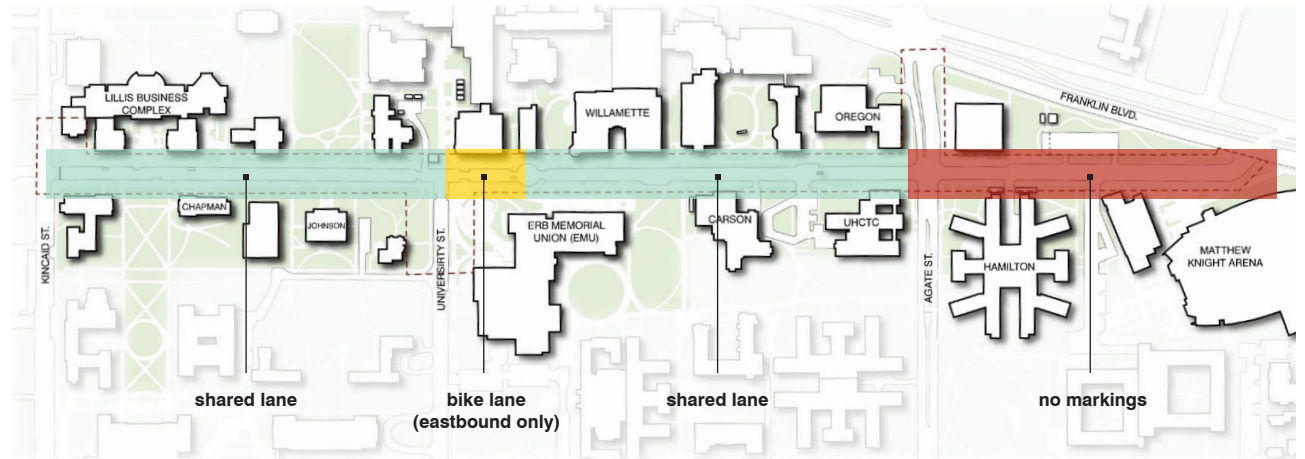 LILLIS BUSINESS
COMPLEX
WILLAMETTE
OREGON
FRANKLIN BLVD.
CHAPMAN
JOHNSON
ERB MEMORIAL
UNION (EMU)
CARSON
UHCTC
HAMILTON
MATTHEW
KNIGHT ARENA
KINCAID ST.
UNIVERSIRTY ST.
AGATE ST.
shared lane
bike lane
(eastbound only)
shared lane
no markings